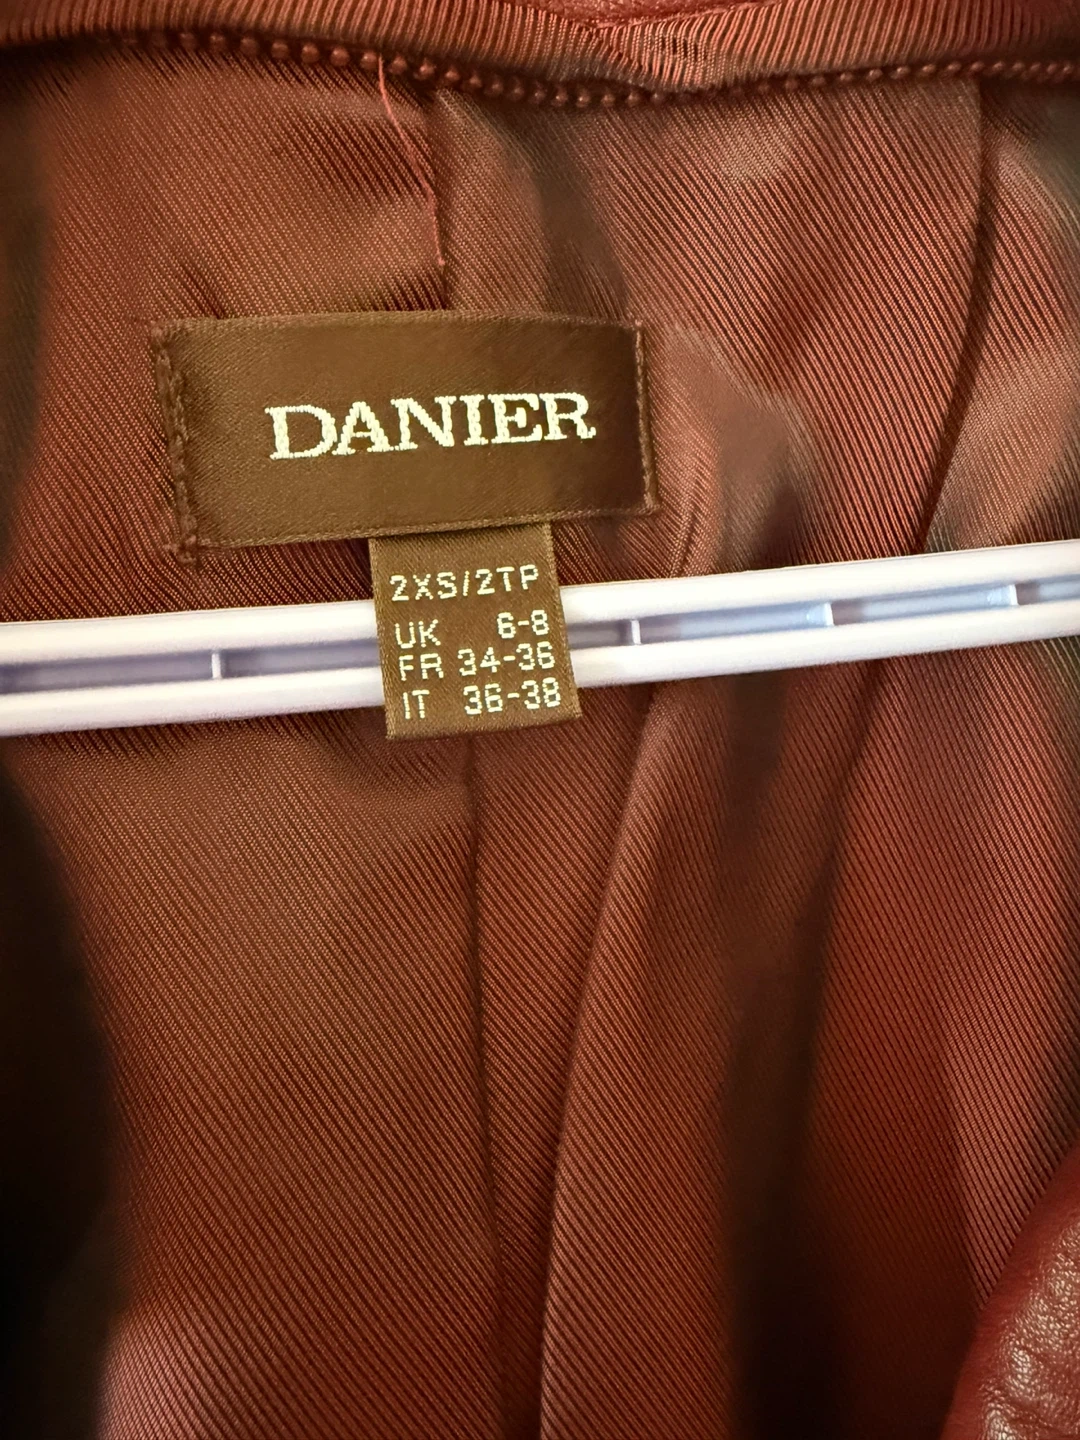 DANIER
2XS/2TP
UK 6-8
FR 34-36
IT 36-38